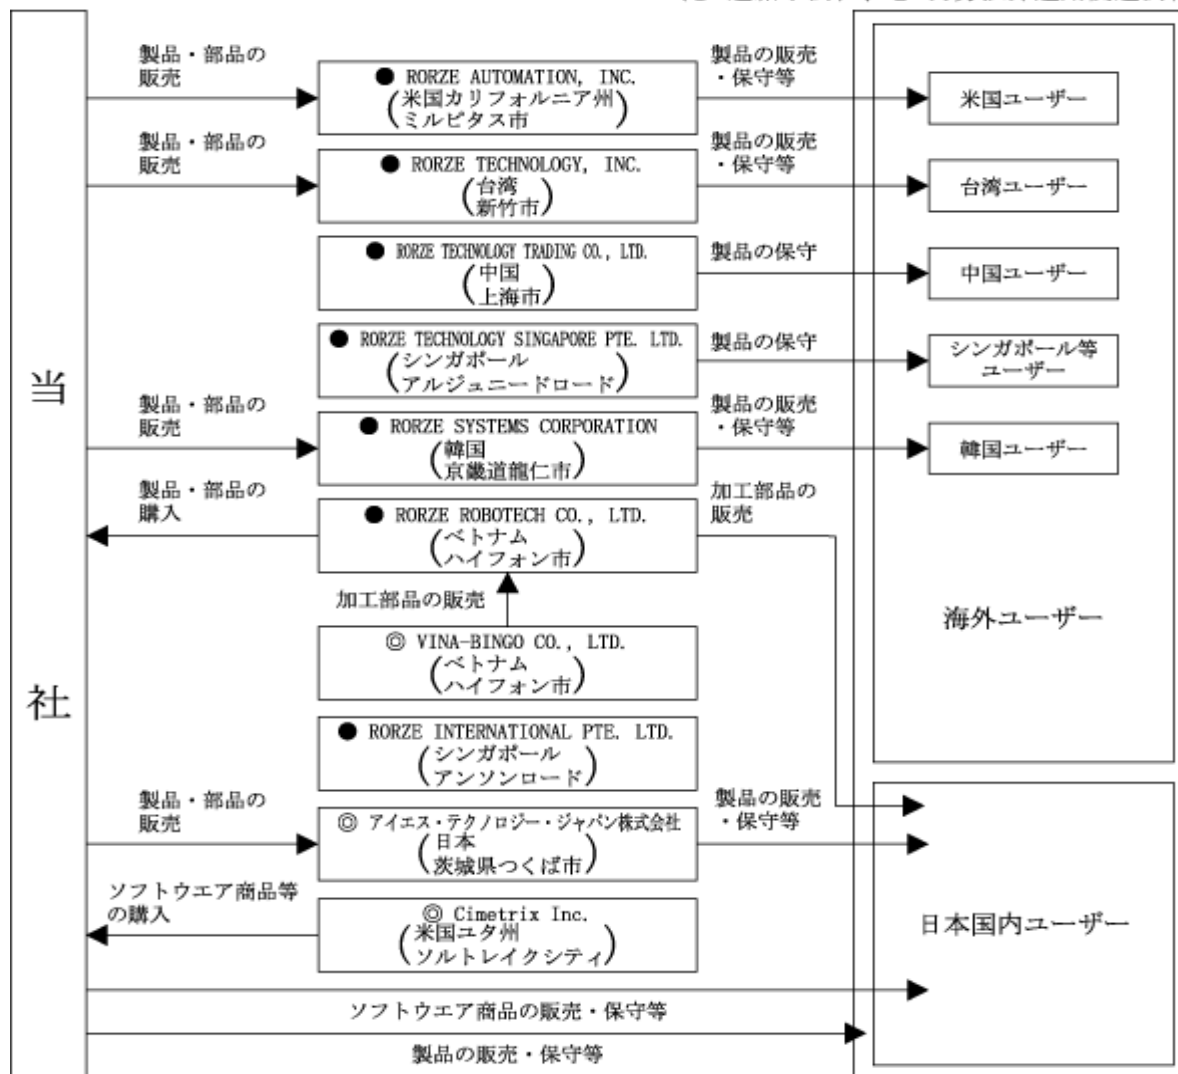 製品・部品の
販売
● RORZE AUTOMATION, INC.
(米国カリフォルニア州
ミルピタス市)
製品の販売
・保守等
米国ユーザー
製品・部品の
販売
● RORZE TECHNOLOGY, INC.
(台湾
新竹市)
製品の販売
・保守等
台湾ユーザー
● RORZE TECHNOLOGY TRADING CO., LTD.
(中国
上海市)
製品の保守
中国ユーザー
● RORZE TECHNOLOGY SINGAPORE PTE. LTD.
(シンガポール
アルジュニードロード)
製品の保守
シンガポール等
ユーザー
当
社
製品・部品の
販売
● RORZE SYSTEMS CORPORATION
(韓国
京畿道龍仁市)
製品の販売
・保守等
韓国ユーザー
製品・部品の
購入
● RORZE ROBOTECH CO., LTD.
(ベトナム
ハイフォン市)
加工部品の
販売
加工部品の販売
海外ユーザー
◎ VINA-BINGO CO., LTD.
(ベトナム
ハイフォン市)
● RORZE INTERNATIONAL PTE. LTD.
(シンガポール
アンソンロード)
製品・部品の
販売
◎ アイエス・テクノロジー・ジャパン株式会社
(日本
茨城県つくば市)
製品の販売
・保守等
ソフトウエア商品等
の購入
◎ Cimetrix Inc.
(米国ユタ州
ソルトレイクシティ)
日本国内ユーザー
ソフトウエア商品の販売・保守等
製品の販売・保守等